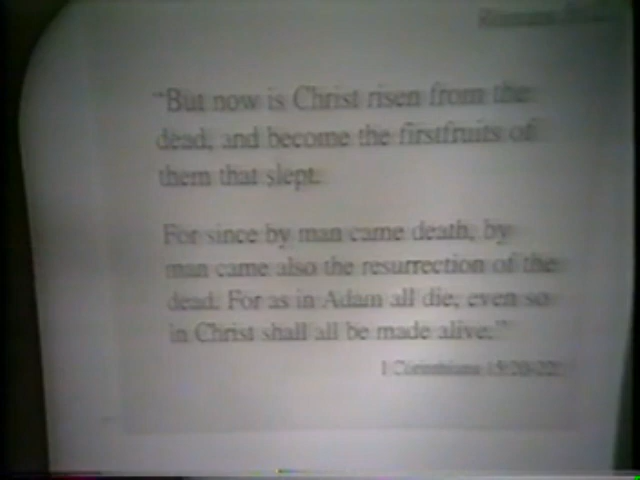 "But now is Christ risen from the
dead, and become the firstfruits of
them that slept.
For since by man came death, by
man came also the resurrection of the
dead. For as in Adam all die, even so
in Christ shall all be made alive."
1 Corinthians 15:20-22